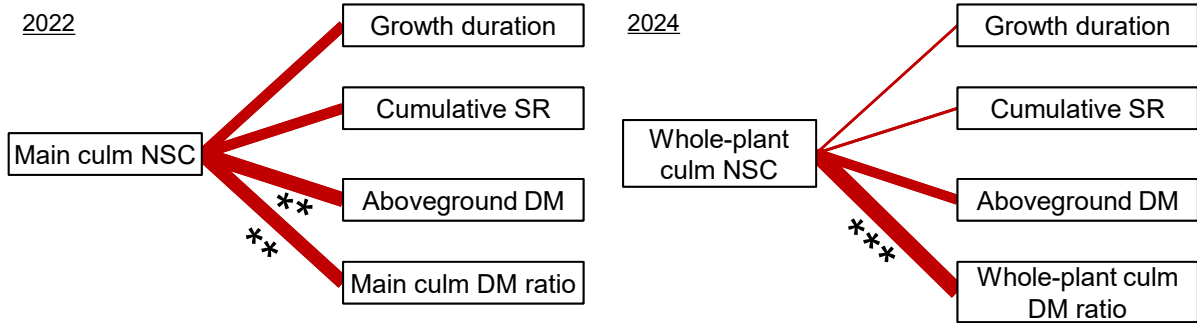 2022
Growth duration
Cumulative SR
Main culm NSC
Aboveground DM
**
**
Main culm DM ratio
2024
Growth duration
Cumulative SR
Whole-plant
culm NSC
Aboveground DM
***
Whole-plant culm
DM ratio